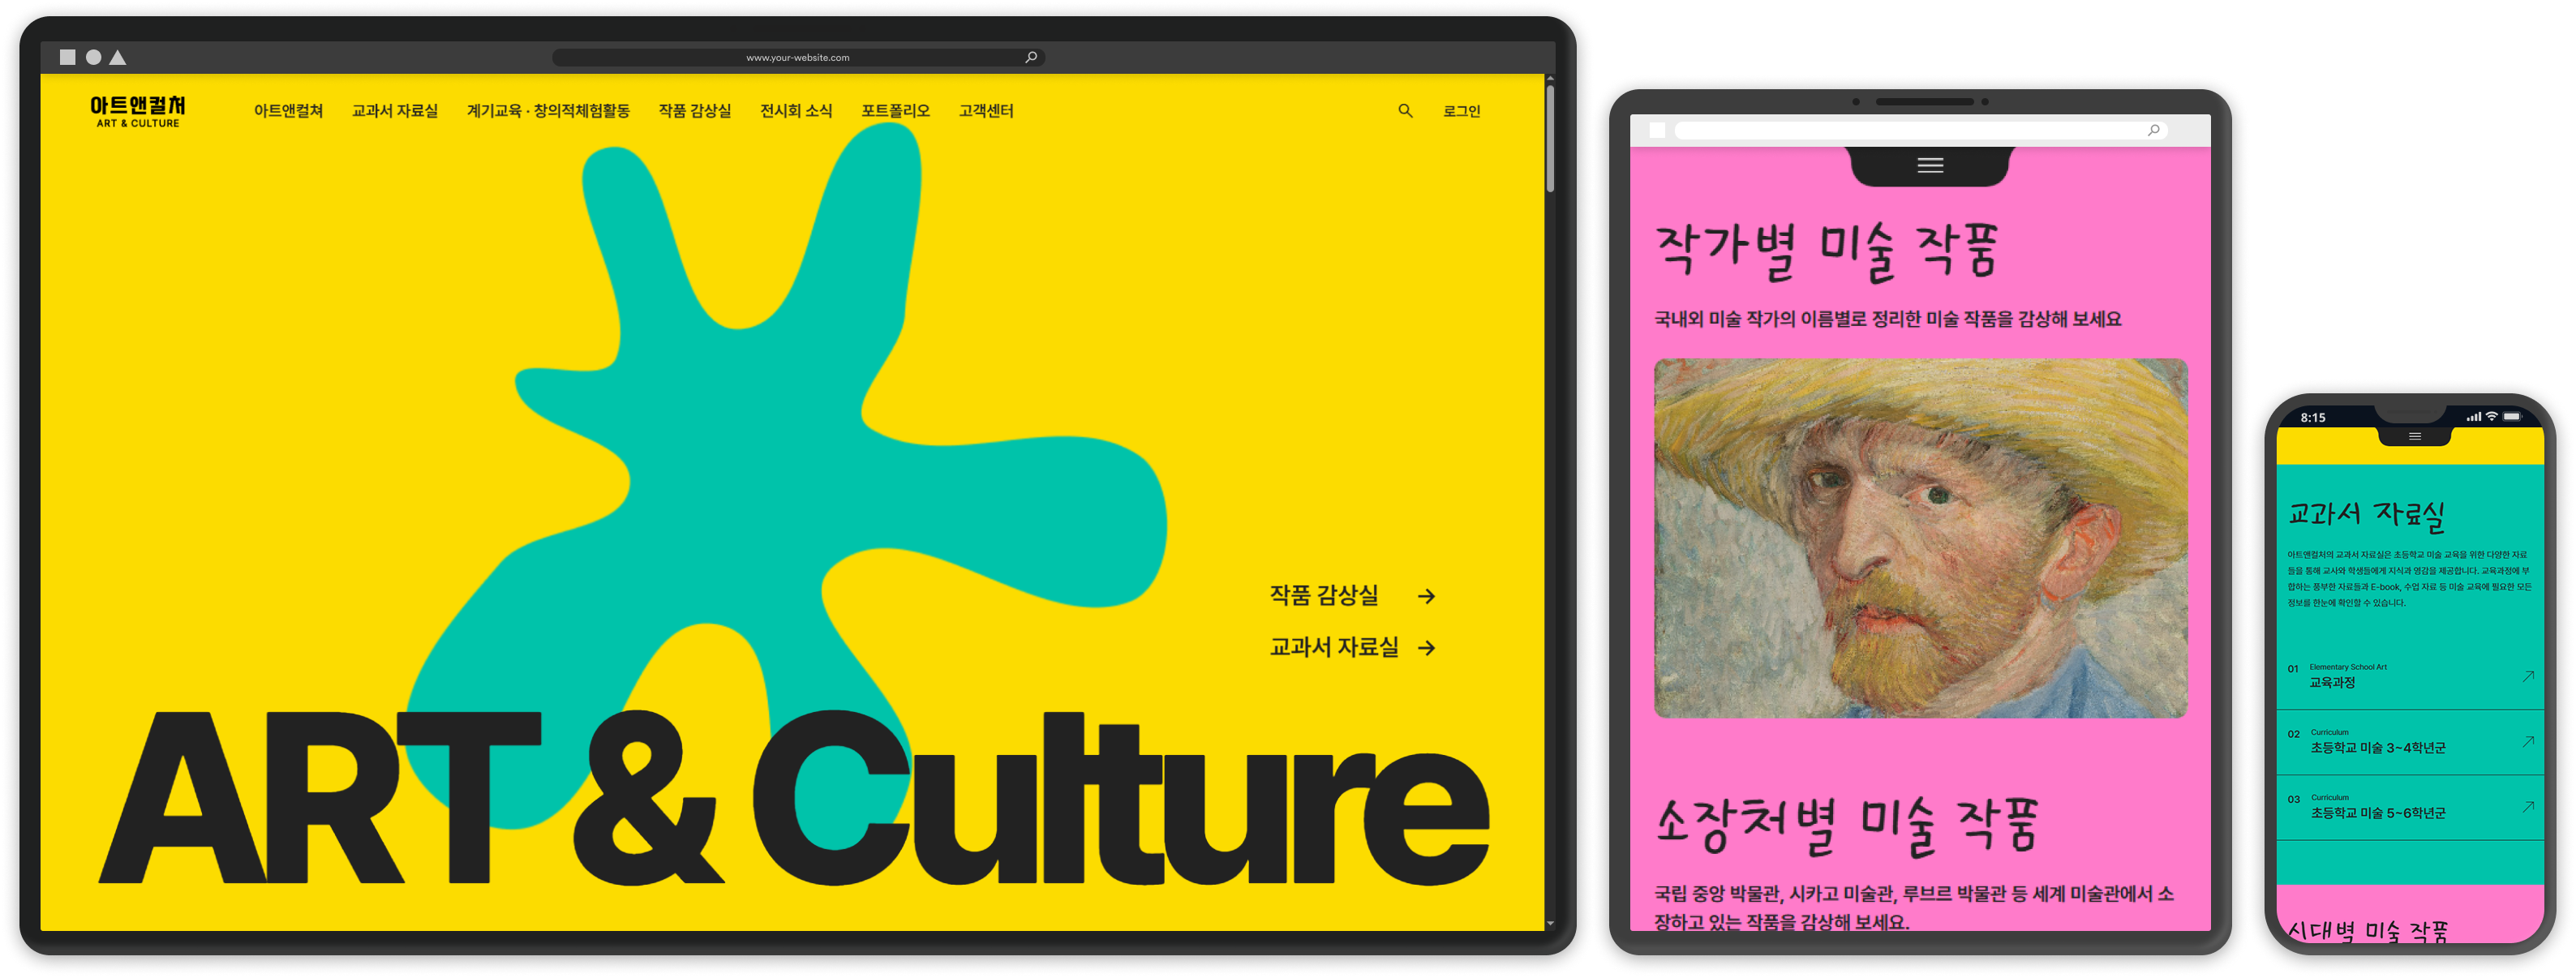 www.your-website.com
아트앤컬처
ART & CULTURE
아트앤컬쳐 교과서 자료실 계기교육 · 창의적체험활동 작품 감상실 전시회 소식 포트폴리오 고객센터
로그인
작품 감상실 →
교과서 자료실 →
ART & Culture
작가별 미술 작품
국내외 미술 작가의 이름별로 정리한 미술 작품을 감상해 보세요
소장처별 미술 작품
국립 중앙 박물관, 시카고 미술관, 루브르 박물관 등 세계 미술관에서 소
장하고 있는 작품을 감상해 보세요.
8:15
교과서 자료실
아트앤컬처의 교과서 자료실은 초등학교 미술 교육을 위한 다양한 자료
들을 통해 교사와 학생들에게 지식과 영감을 제공합니다. 교육과정에 부
합하는 풍부한 자료들과 E-book, 수업 자료 등 미술 교육에 필요한 모든
정보를 한눈에 확인할 수 있습니다.
01 Elementary School Art
교육과정
02 Curriculum
초등학교 미술 3~4학년군
03 Curriculum
초등학교 미술 5~6학년군
시대별 미술 작품